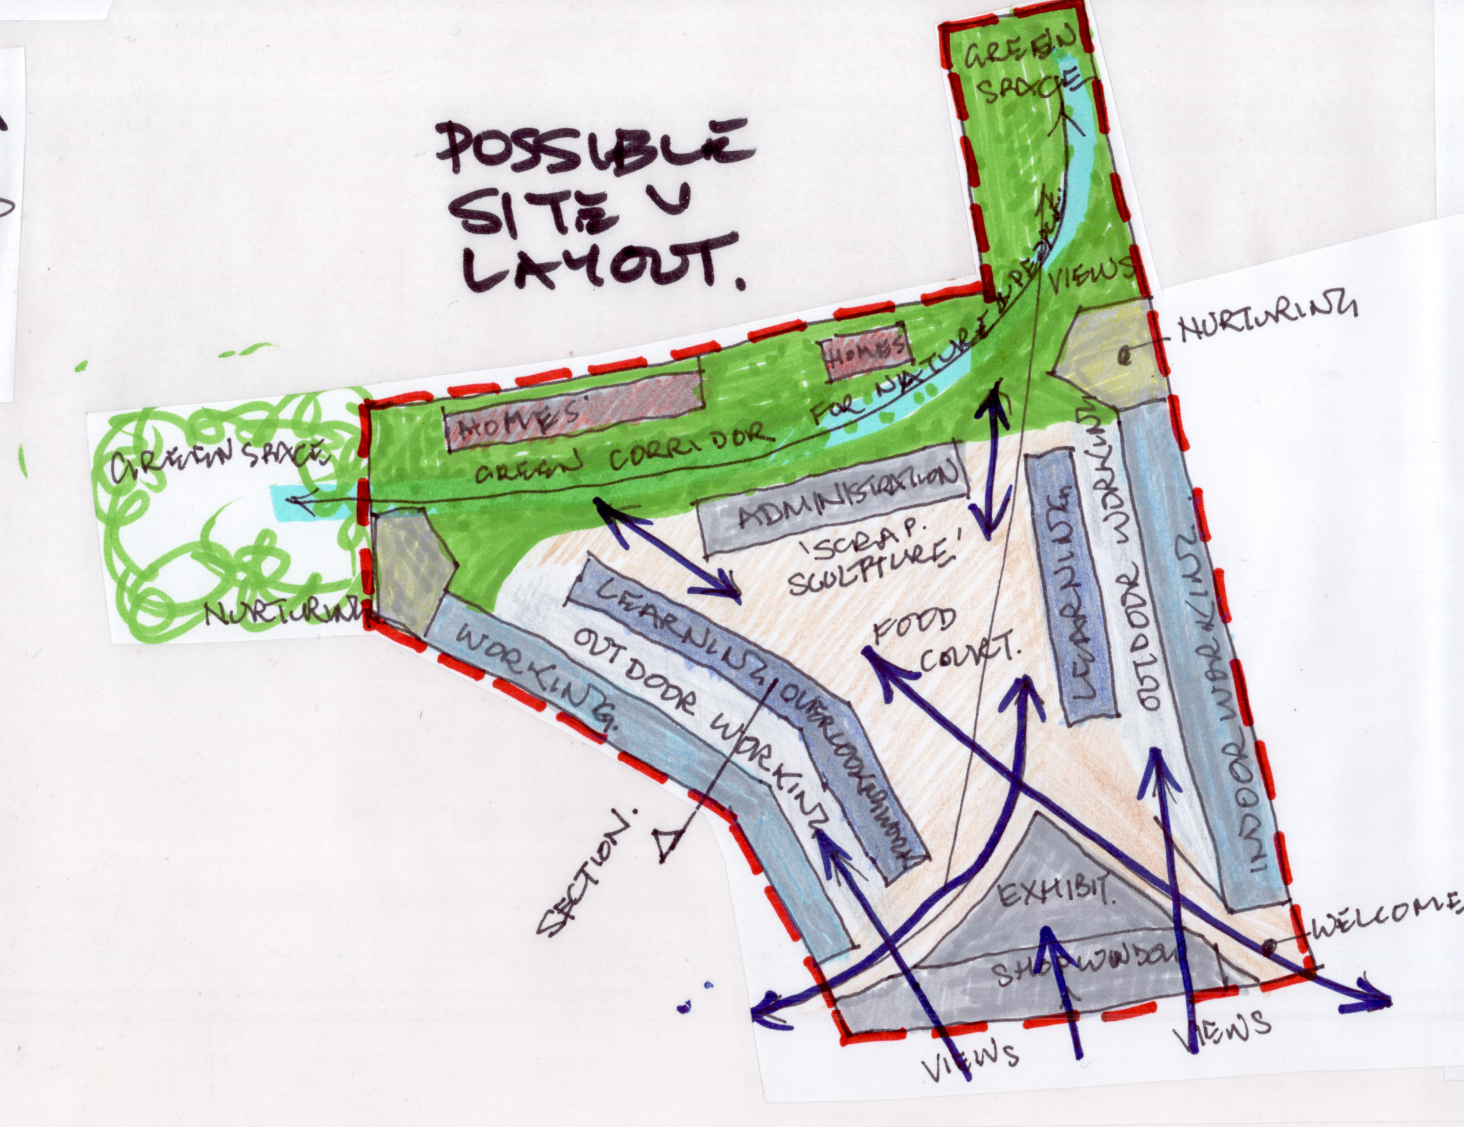 POSSIBLE
SITE
LAYOUT.
GREEN
SPACE
VIEWS
NURTURING
HOMES
HOMES
GREEN CORRIDOR FOR NATURE & PEOPLE.
GREEN SPACE
NURTURING
ADMINISTRATION
'SCRAP.
SCULPTURE'
FOOD
COURT.
LEARNING
OUTDOOR WORKING
INDOOR WORKING
LEARNING OVERLOOKING WORK
OUTDOOR WORKING
WORKING.
SECTION.
EXHIBIT.
SHOP WINDOW
WELCOME
VIEWS
VIEWS